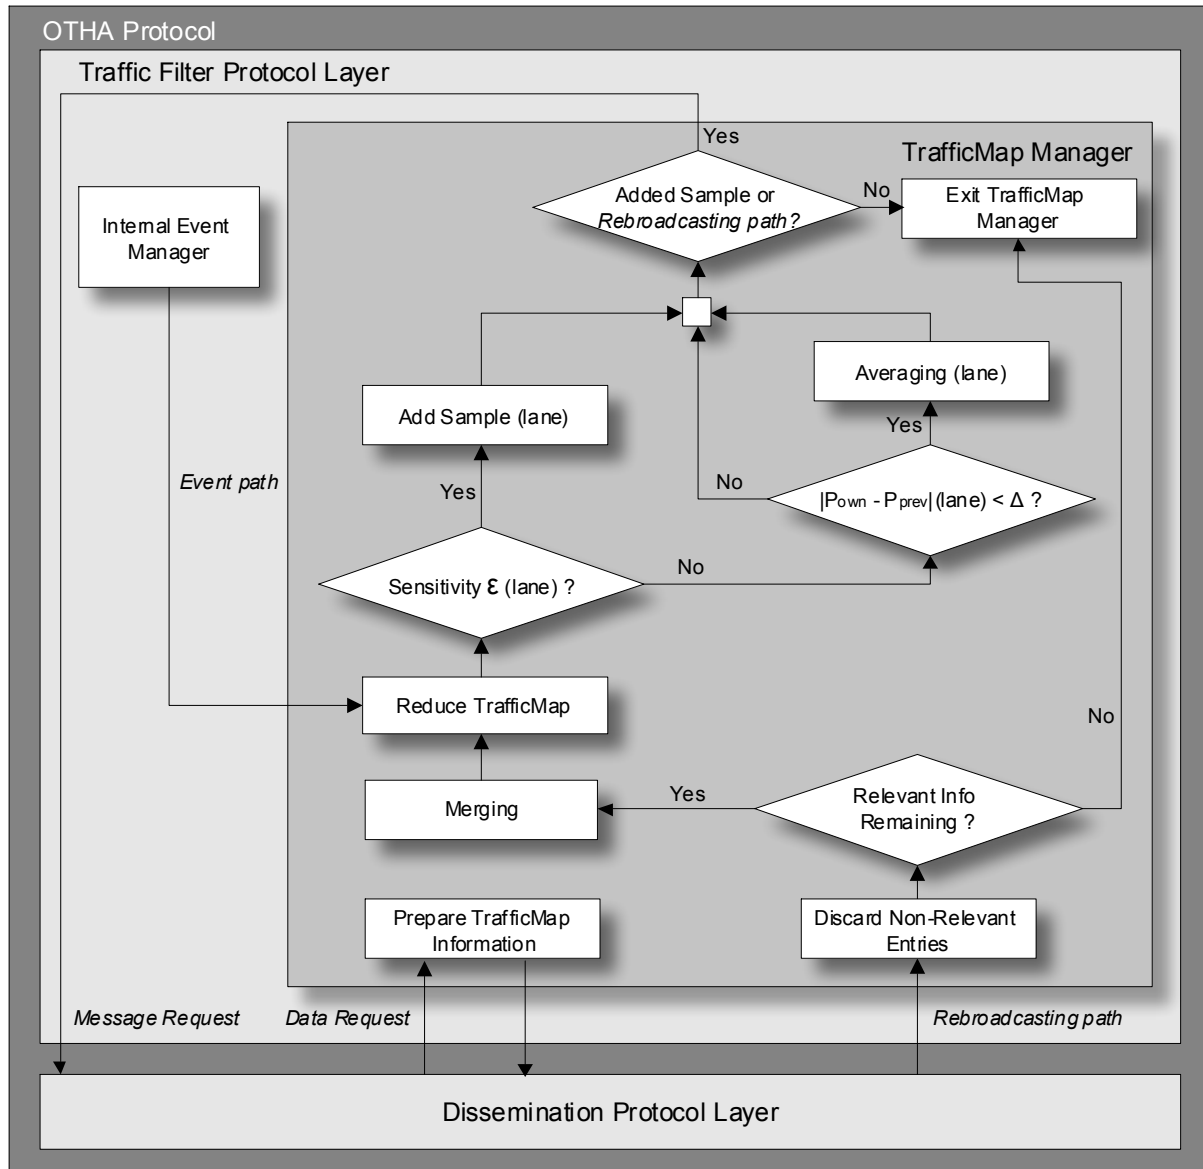 OTHA Protocol
Traffic Filter Protocol Layer
Yes
TrafficMap Manager
Added Sample or
Rebroadcasting path?
No
Exit TrafficMap
Manager
Internal Event
Manager
Averaging (lane)
Add Sample (lane)
Yes
Event path
Yes
No
|Pown - Pprev|(lane) < Δ ?
Sensitivity ε (lane) ?
No
Reduce TrafficMap
No
Merging
Yes
Relevant Info
Remaining ?
Prepare TrafficMap
Information
Discard Non-Relevant
Entries
Message Request
Data Request
Rebroadcasting path
Dissemination Protocol Layer